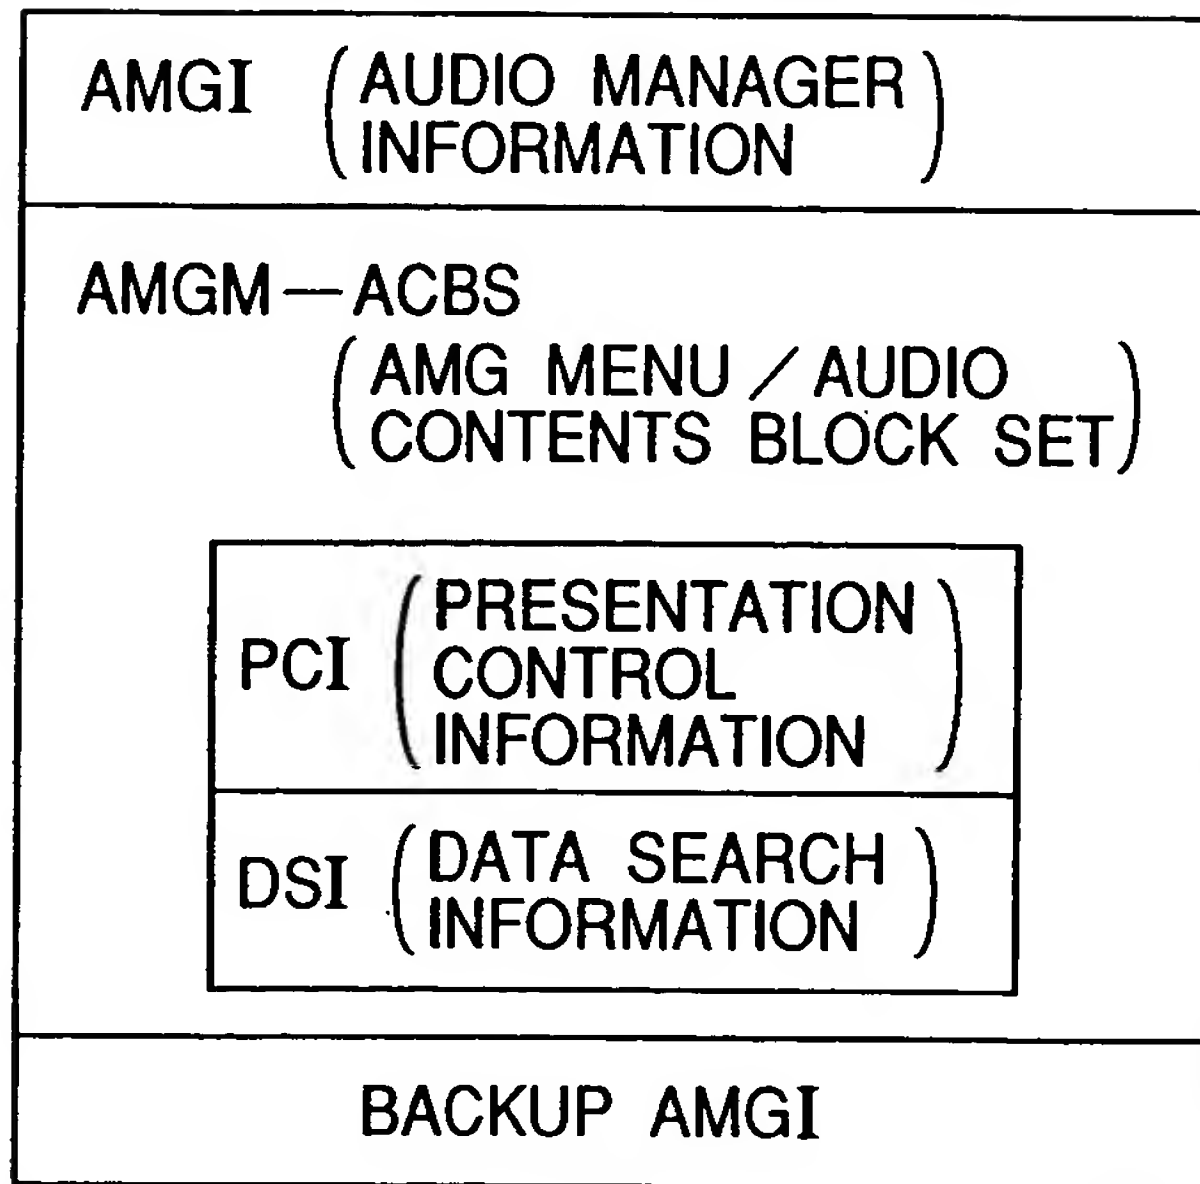 AMGI (AUDIO MANAGER
INFORMATION)
AMGM—ACBS
(AMG MENU / AUDIO
CONTENTS BLOCK SET)
PCI (PRESENTATION
CONTROL
INFORMATION)
DSI (DATA SEARCH
INFORMATION)
BACKUP AMGI